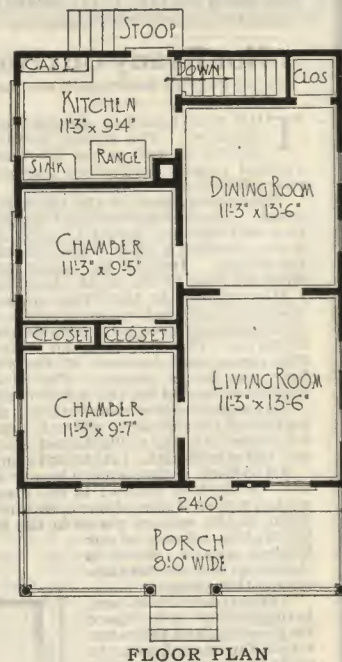 STOOP
CASE
DOWN
CLOS
KITCHEN
11'-3" x 9'-4"
SINK
RANGE
DINING ROOM
11'-3" x 13'-6"
CHAMBER
11'-3" x 9'-5"
CLOSET
CLOSET
CHAMBER
11'-3" x 9'-7"
LIVING ROOM
11'-3" x 13'-6"
24'-0"
PORCH
8'-0" WIDE
FLOOR PLAN